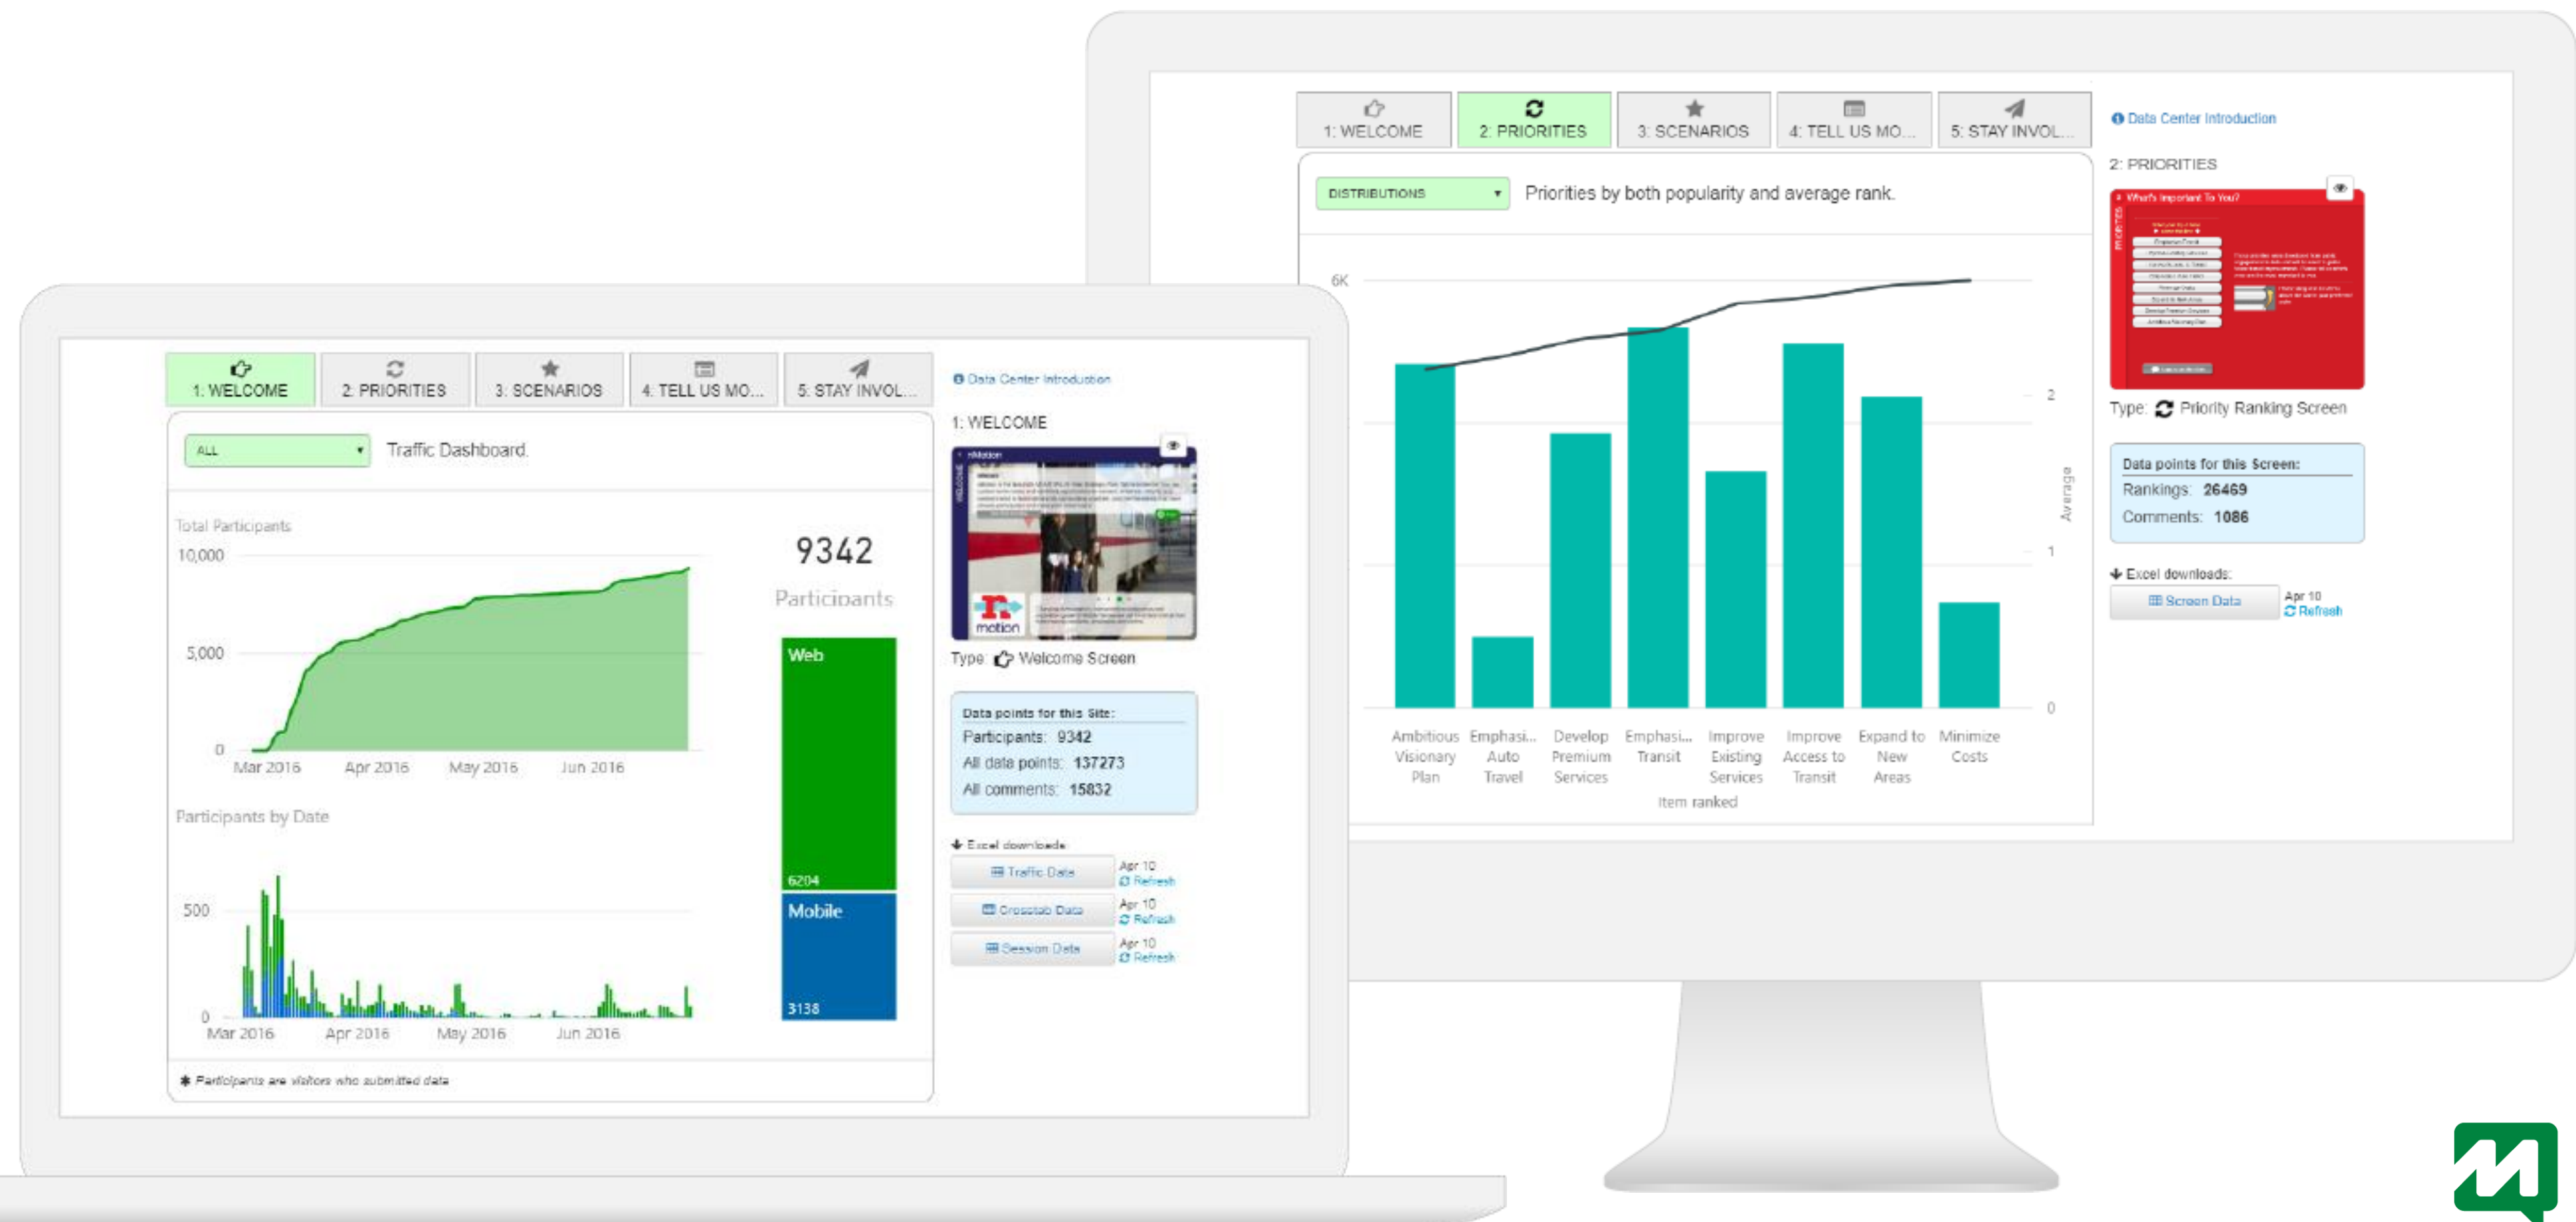 1: WELCOME
2: PRIORITIES
3: SCENARIOS
4: TELL US MO...
5: STAY INVOL...
Data Center Introduction
ALL
Traffic Dashboard.
Total Participants
10,000
5,000
0
Mar 2016
Apr 2016
May 2016
Jun 2016
9342
Participants
Web
6204
Mobile
3138
Participants by Date
500
0
Mar 2016
Apr 2016
May 2016
Jun 2016
✱ Participants are visitors who submitted data
1: WELCOME
nMotion
WELCOME
n
motion
Type: Welcome Screen
Data points for this Site:
Participants: 9342
All data points: 137273
All comments: 15832
Excel downloads
Traffic Data
Apr 10
Refresh
Crosstab Data
Apr 10
Refresh
Session Data
Apr 10
Refresh
1: WELCOME
2: PRIORITIES
3: SCENARIOS
4: TELL US MO...
5: STAY INVOL...
Data Center Introduction
DISTRIBUTIONS
Priorities by both popularity and average rank.
6K
2
1
0
Average
Ambitious
Visionary
Plan
Emphasi...
Auto
Travel
Develop
Premium
Services
Emphasi...
Transit
Improve
Existing
Services
Improve
Access to
Transit
Expand to
New
Areas
Minimize
Costs
Item ranked
2: PRIORITIES
What's Important To You?
PRIORITIES
Type: Priority Ranking Screen
Data points for this Screen:
Rankings: 26469
Comments: 1086
Excel downloads:
Screen Data
Apr 10
Refresh